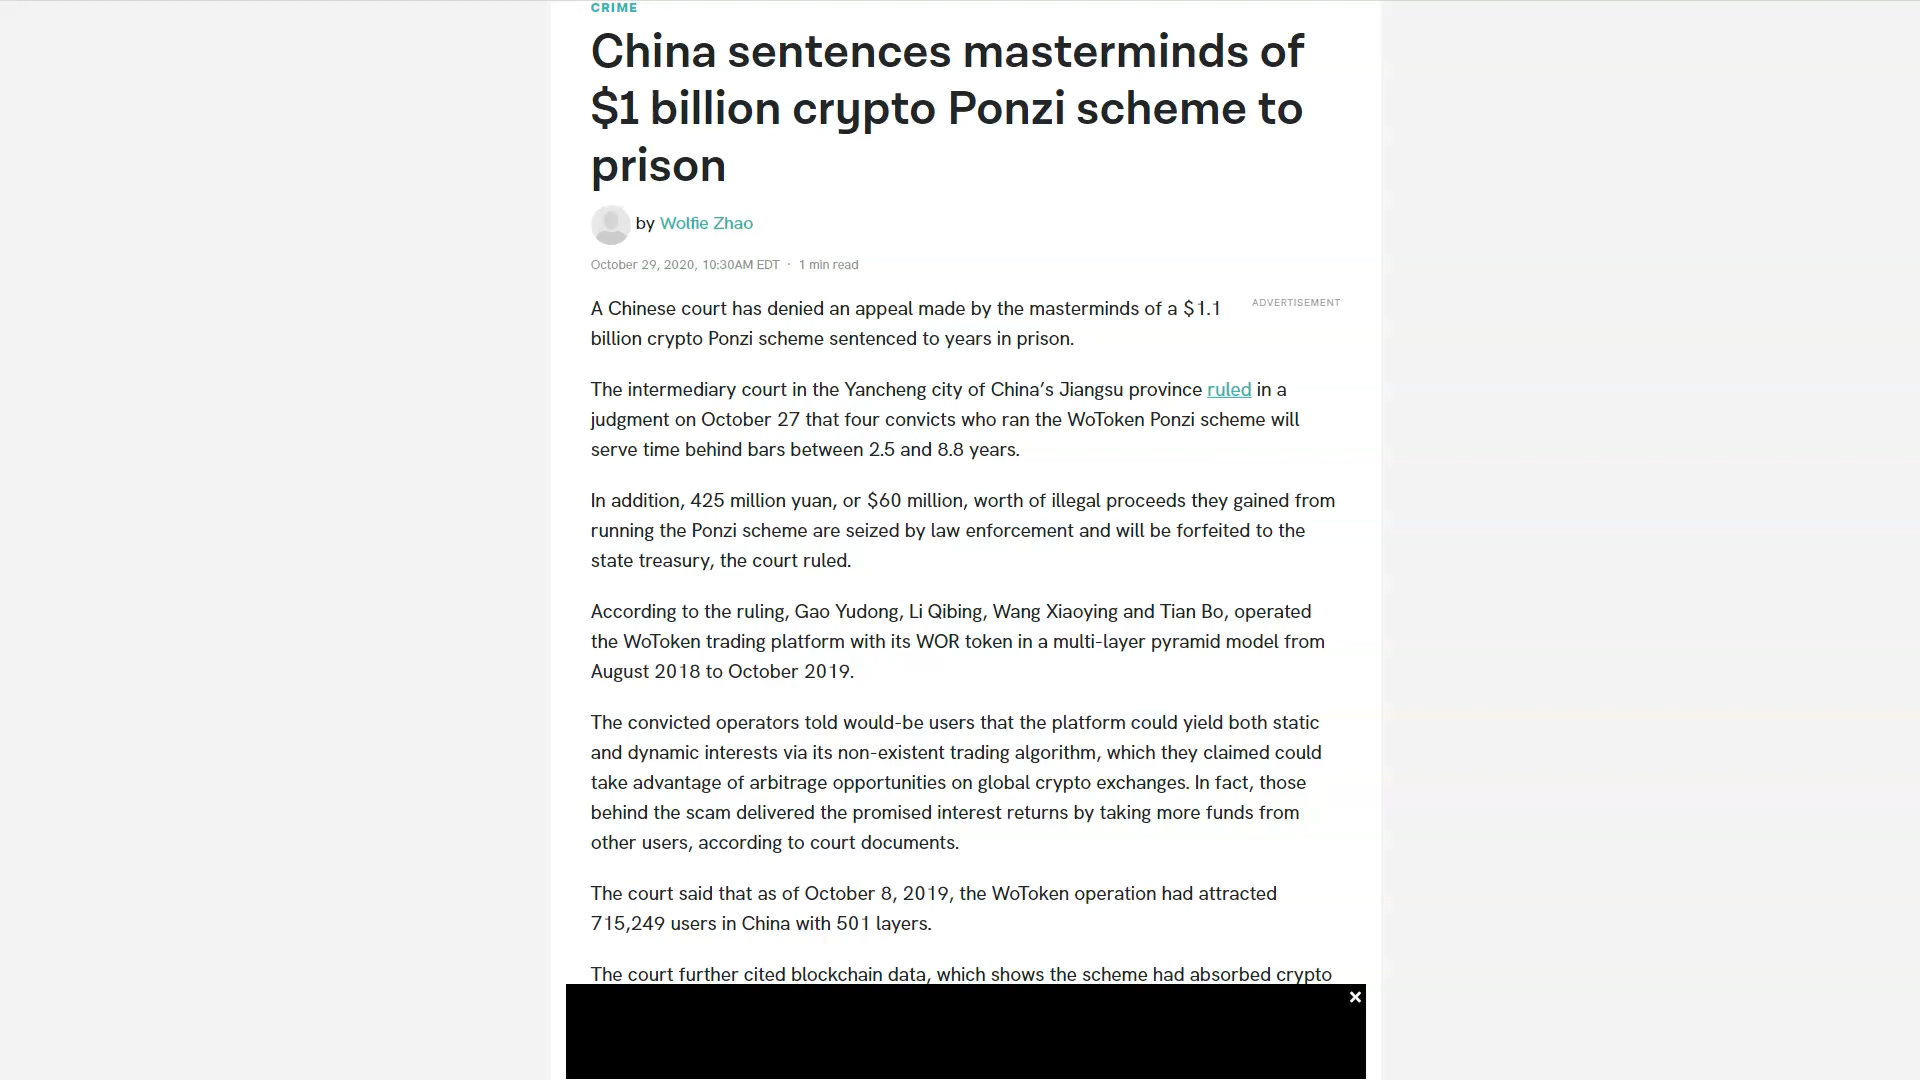 CRIME
China sentences masterminds of
$1 billion crypto Ponzi scheme to
prison
by Wolfie Zhao
October 29, 2020, 10:30AM EDT · 1 min read
A Chinese court has denied an appeal made by the masterminds of a $1.1
billion crypto Ponzi scheme sentenced to years in prison.
ADVERTISEMENT
The intermediary court in the Yancheng city of China’s Jiangsu province ruled in a
judgment on October 27 that four convicts who ran the WoToken Ponzi scheme will
serve time behind bars between 2.5 and 8.8 years.
In addition, 425 million yuan, or $60 million, worth of illegal proceeds they gained from
running the Ponzi scheme are seized by law enforcement and will be forfeited to the
state treasury, the court ruled.
According to the ruling, Gao Yudong, Li Qibing, Wang Xiaoying and Tian Bo, operated
the WoToken trading platform with its WOR token in a multi-layer pyramid model from
August 2018 to October 2019.
The convicted operators told would-be users that the platform could yield both static
and dynamic interests via its non-existent trading algorithm, which they claimed could
take advantage of arbitrage opportunities on global crypto exchanges. In fact, those
behind the scam delivered the promised interest returns by taking more funds from
other users, according to court documents.
The court said that as of October 8, 2019, the WoToken operation had attracted
715,249 users in China with 501 layers.
The court further cited blockchain data, which shows the scheme had absorbed crypto